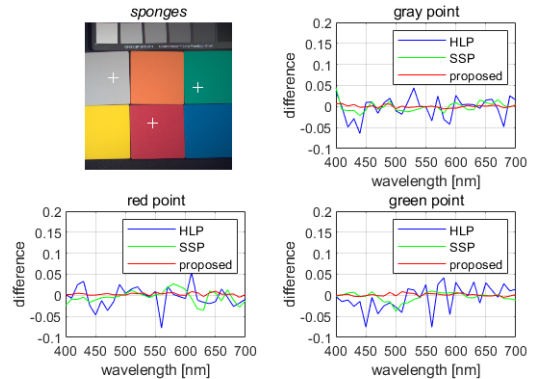 sponges
gray point
0.2
0.15
0.1
0.05
0
-0.05
-0.1
difference
HLP
SSP
proposed
400 450 500 550 600 650 700
wavelength [nm]
red point
0.2
0.15
0.1
0.05
0
-0.05
-0.1
difference
HLP
SSP
proposed
400 450 500 550 600 650 700
wavelength [nm]
green point
0.2
0.15
0.1
0.05
0
-0.05
-0.1
difference
HLP
SSP
proposed
400 450 500 550 600 650 700
wavelength [nm]